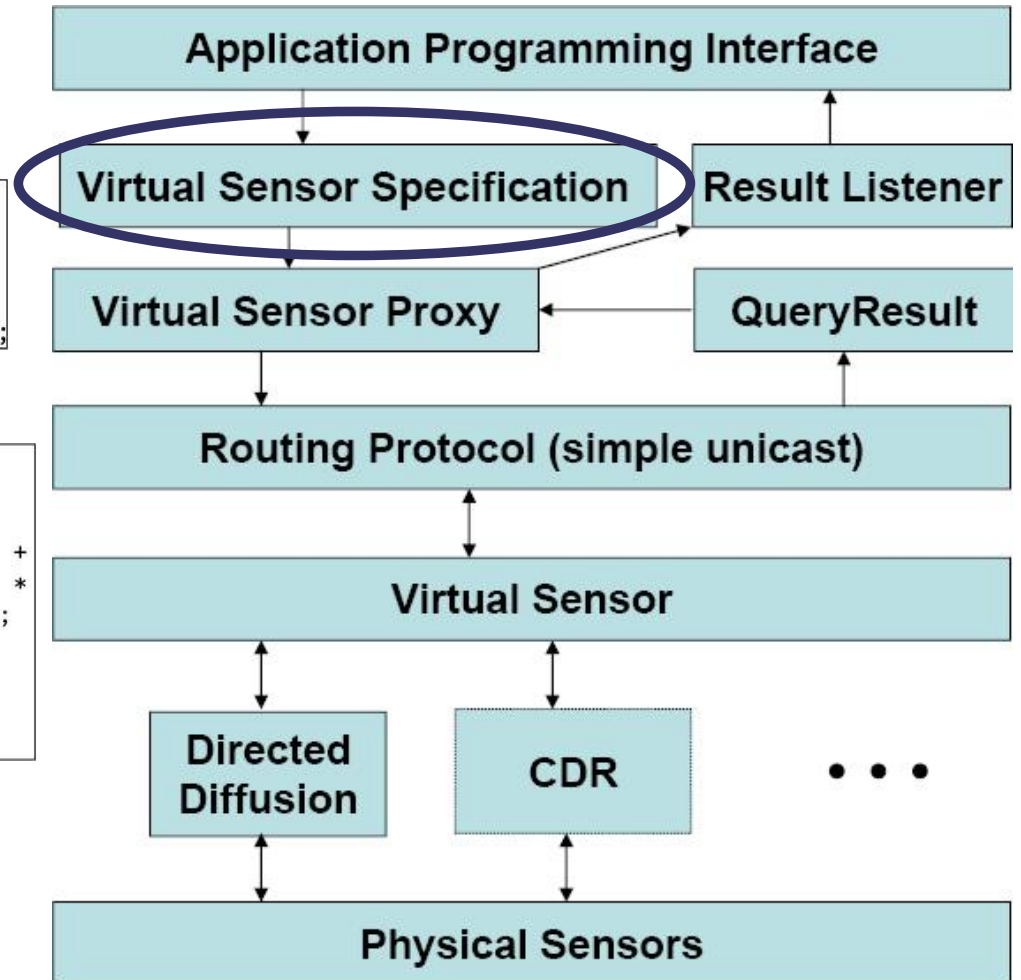 Application Programming Interface
Virtual Sensor Specification
Result Listener
;
Virtual Sensor Proxy
QueryResult
Routing Protocol (simple unicast)
+
*
;
Virtual Sensor
Directed
Diffusion
CDR
• • •
Physical Sensors